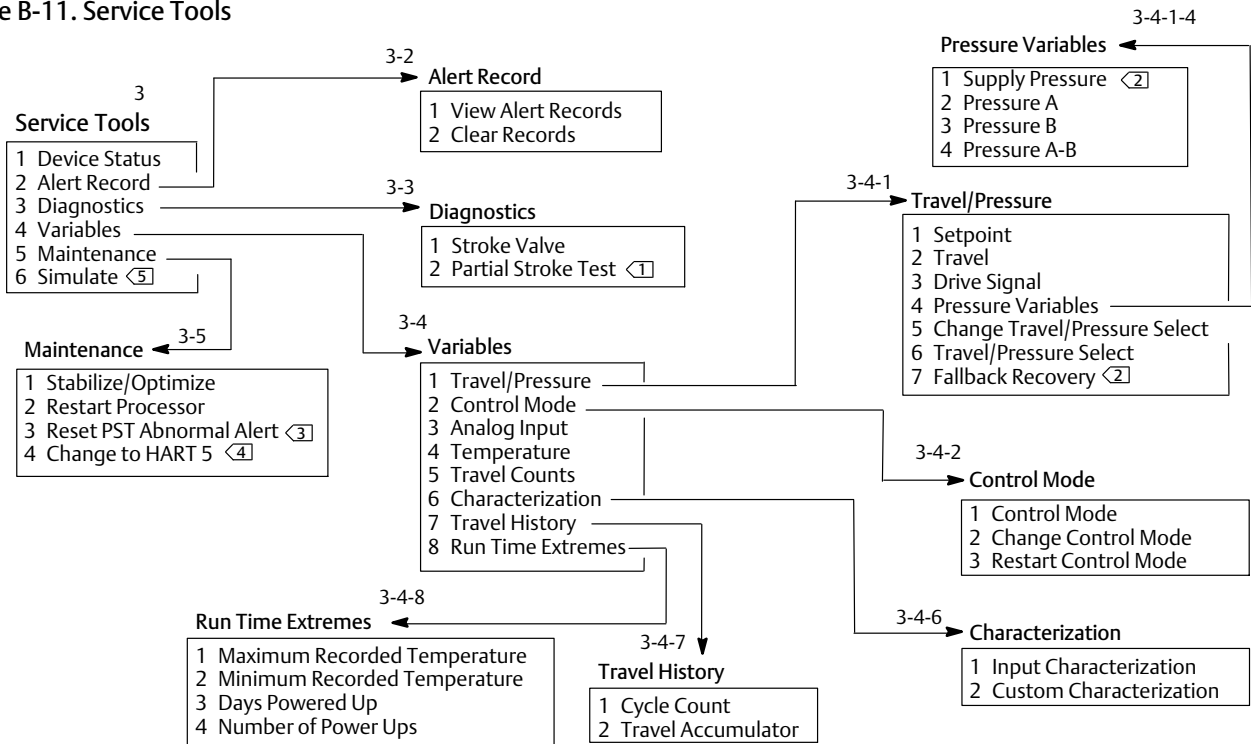 e B-11. Service Tools
3
Service Tools
1 Device Status
2 Alert Record
3 Diagnostics
4 Variables
5 Maintenance
6 Simulate 5
3-2
Alert Record
1 View Alert Records
2 Clear Records
3-3
Diagnostics
1 Stroke Valve
2 Partial Stroke Test 1
3-5
Maintenance
1 Stabilize/Optimize
2 Restart Processor
3 Reset PST Abnormal Alert 3
4 Change to HART 5 4
3-4
Variables
1 Travel/Pressure
2 Control Mode
3 Analog Input
4 Temperature
5 Travel Counts
6 Characterization
7 Travel History
8 Run Time Extremes
3-4-8
Run Time Extremes
1 Maximum Recorded Temperature
2 Minimum Recorded Temperature
3 Days Powered Up
4 Number of Power Ups
3-4-7
Travel History
1 Cycle Count
2 Travel Accumulator
3-4-1-4
Pressure Variables
1 Supply Pressure 2
2 Pressure A
3 Pressure B
4 Pressure A-B
3-4-1
Travel/Pressure
1 Setpoint
2 Travel
3 Drive Signal
4 Pressure Variables
5 Change Travel/Pressure Select
6 Travel/Pressure Select
7 Fallback Recovery 2
3-4-2
Control Mode
1 Control Mode
2 Change Control Mode
3 Restart Control Mode
3-4-6
Characterization
1 Input Characterization
2 Custom Characterization